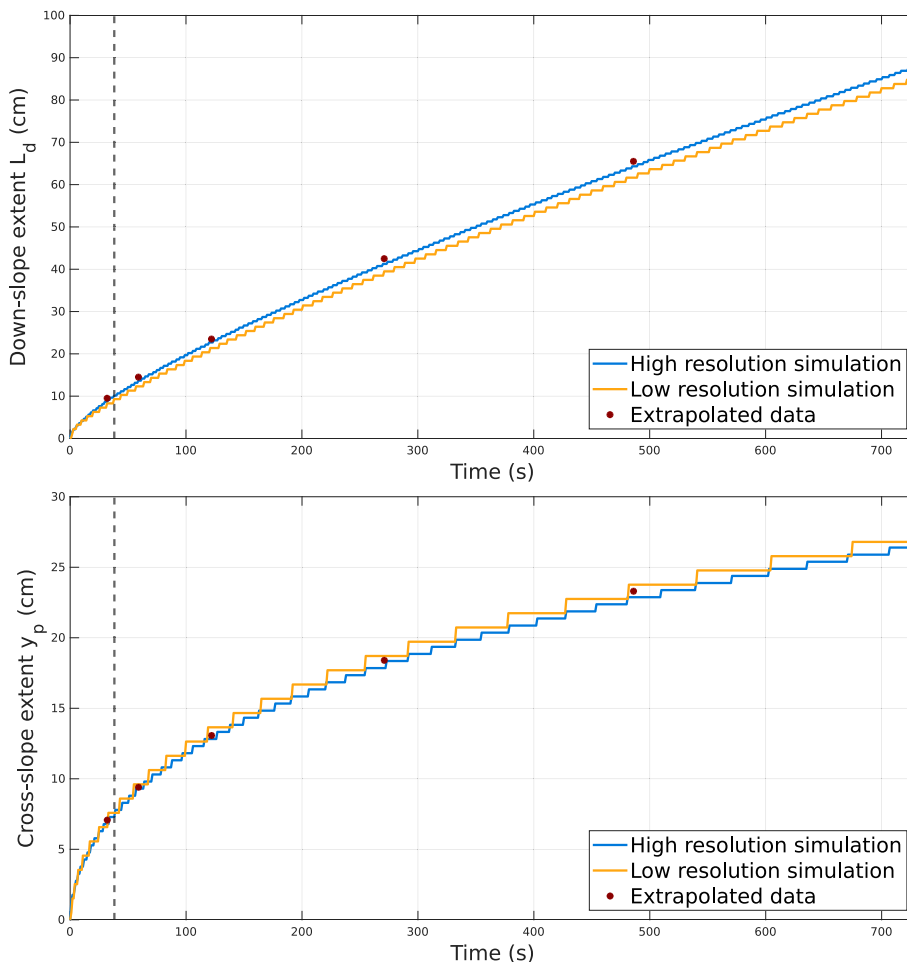 100
90
80
70
60
50
40
30
20
10
0
Down-slope extent L_d (cm)
High resolution simulation
Low resolution simulation
Extrapolated data
0 100 200 300 400 500 600 700
Time (s)
30
25
20
15
10
5
0
Cross-slope extent y_p (cm)
High resolution simulation
Low resolution simulation
Extrapolated data
0 100 200 300 400 500 600 700
Time (s)